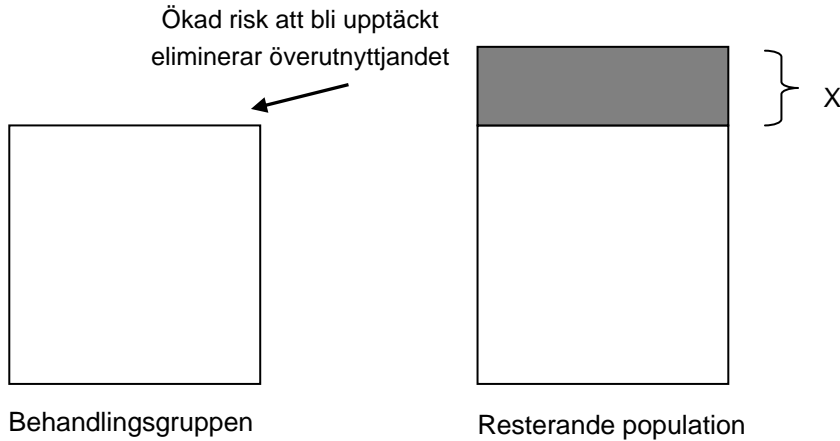 Ökad risk att bli upptäckt
eliminerar överutnyttjandet
X
Behandlingsgruppen
Resterande population